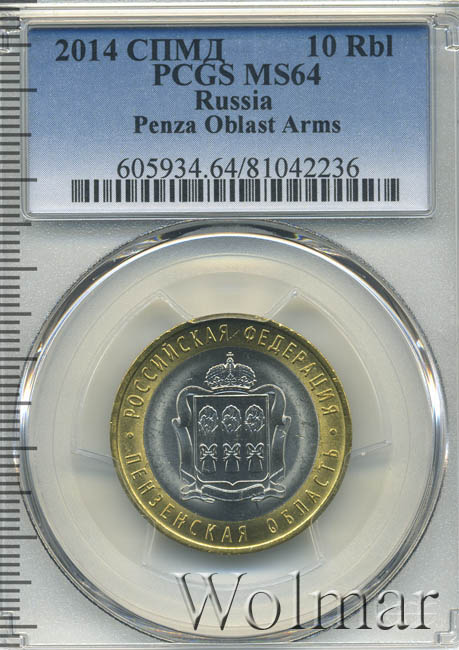 2014 СПМД 10 Rbl
PCGS MS64
Russia
Penza Oblast Arms
605934.64/81042236
РОССИЙСКАЯ ФЕДЕРАЦИЯ
ПЕНЗЕНСКАЯ ОБЛАСТЬ
Wolmar